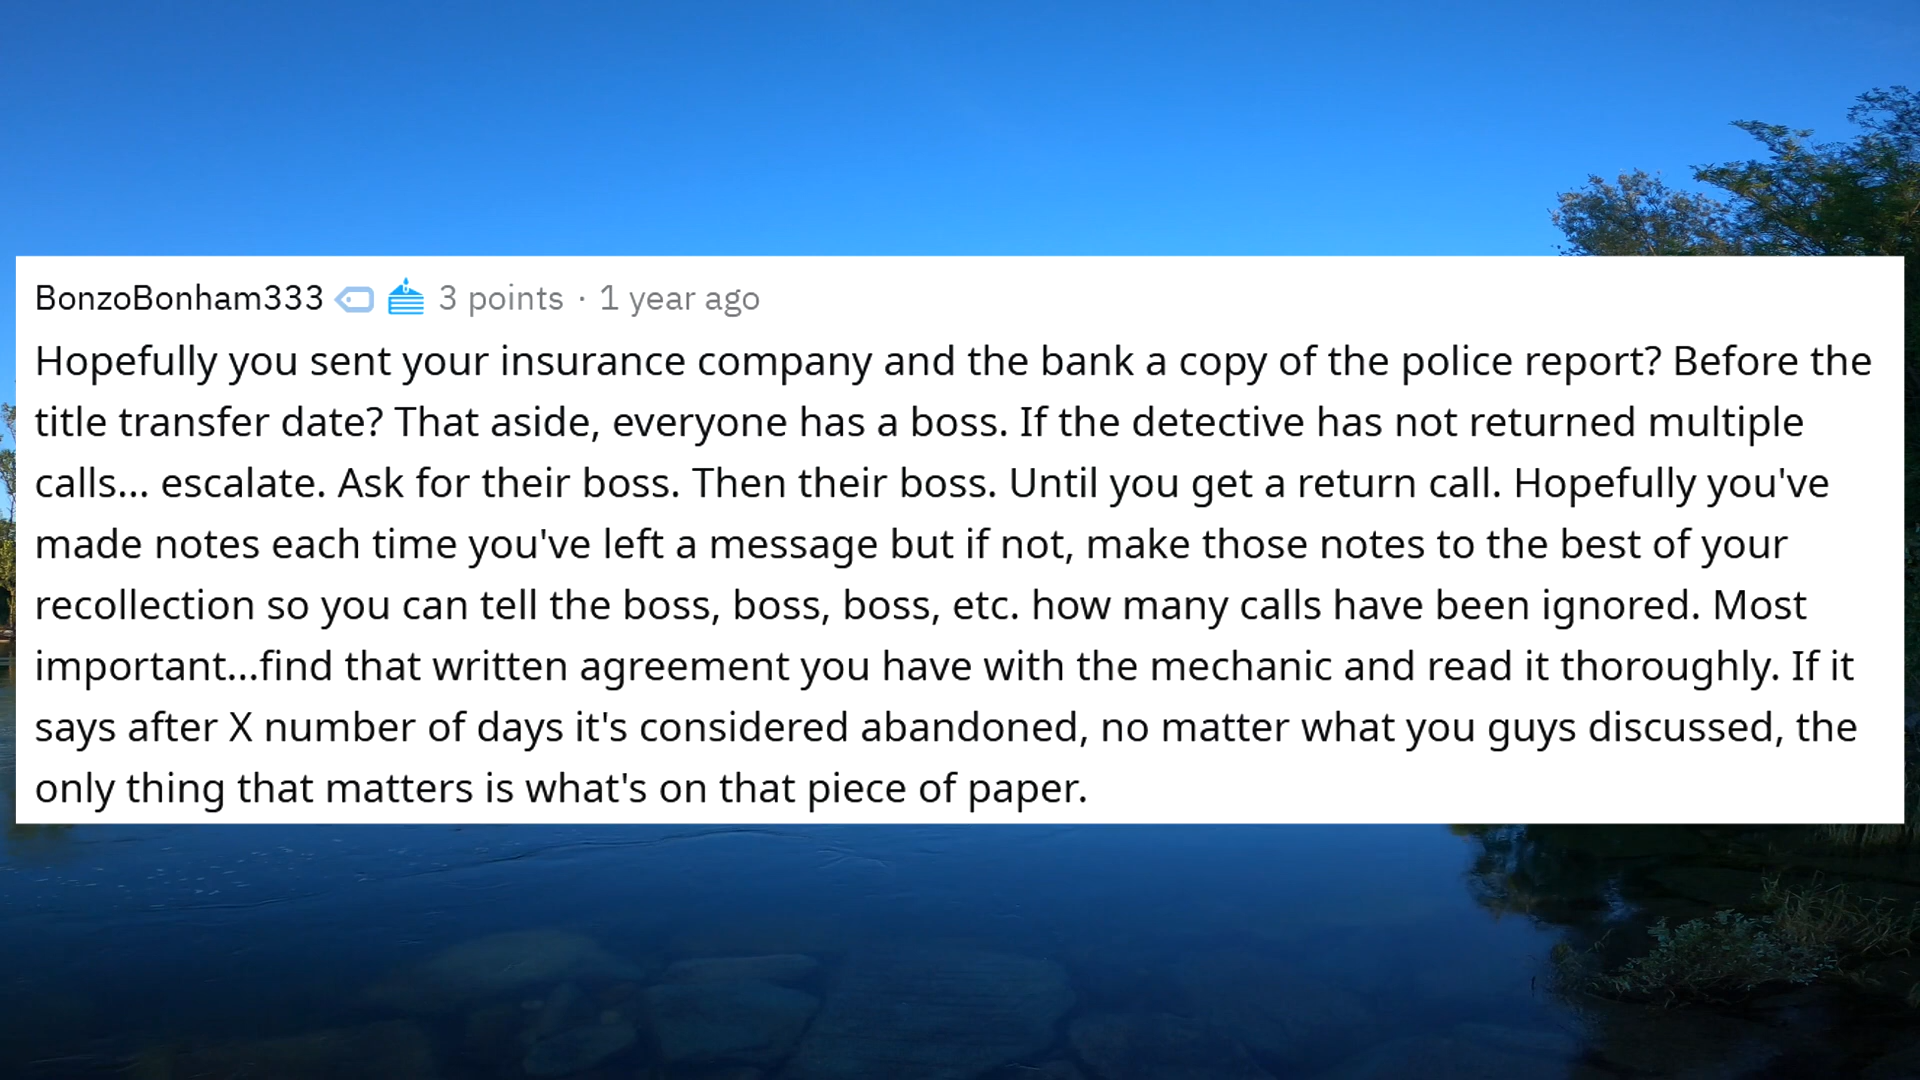 BonzoBonham333 3 points · 1 year ago
Hopefully you sent your insurance company and the bank a copy of the police report? Before the
title transfer date? That aside, everyone has a boss. If the detective has not returned multiple
calls... escalate. Ask for their boss. Then their boss. Until you get a return call. Hopefully you've
made notes each time you've left a message but if not, make those notes to the best of your
recollection so you can tell the boss, boss, boss, etc. how many calls have been ignored. Most
important...find that written agreement you have with the mechanic and read it thoroughly. If it
says after X number of days it's considered abandoned, no matter what you guys discussed, the
only thing that matters is what's on that piece of paper.